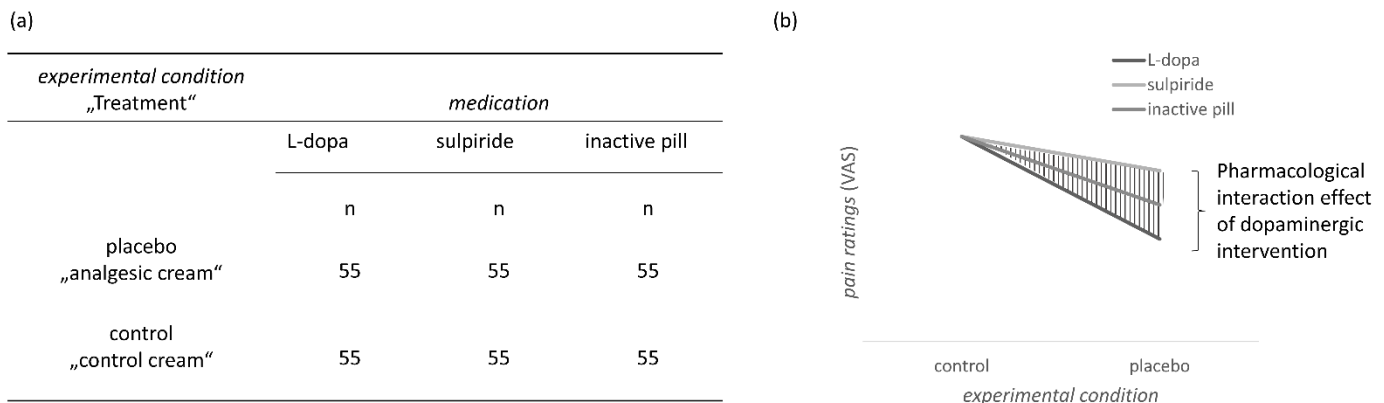 (a)
experimental condition
„Treatment“
medication
L-dopa sulpiride inactive pill
n n n
placebo
„analgesic cream“
55 55 55
control
„control cream“
55 55 55
(b)
L-dopa
sulpiride
inactive pill
pain ratings (VAS)
Pharmacological
interaction effect
of dopaminergic
intervention
control placebo
experimental condition